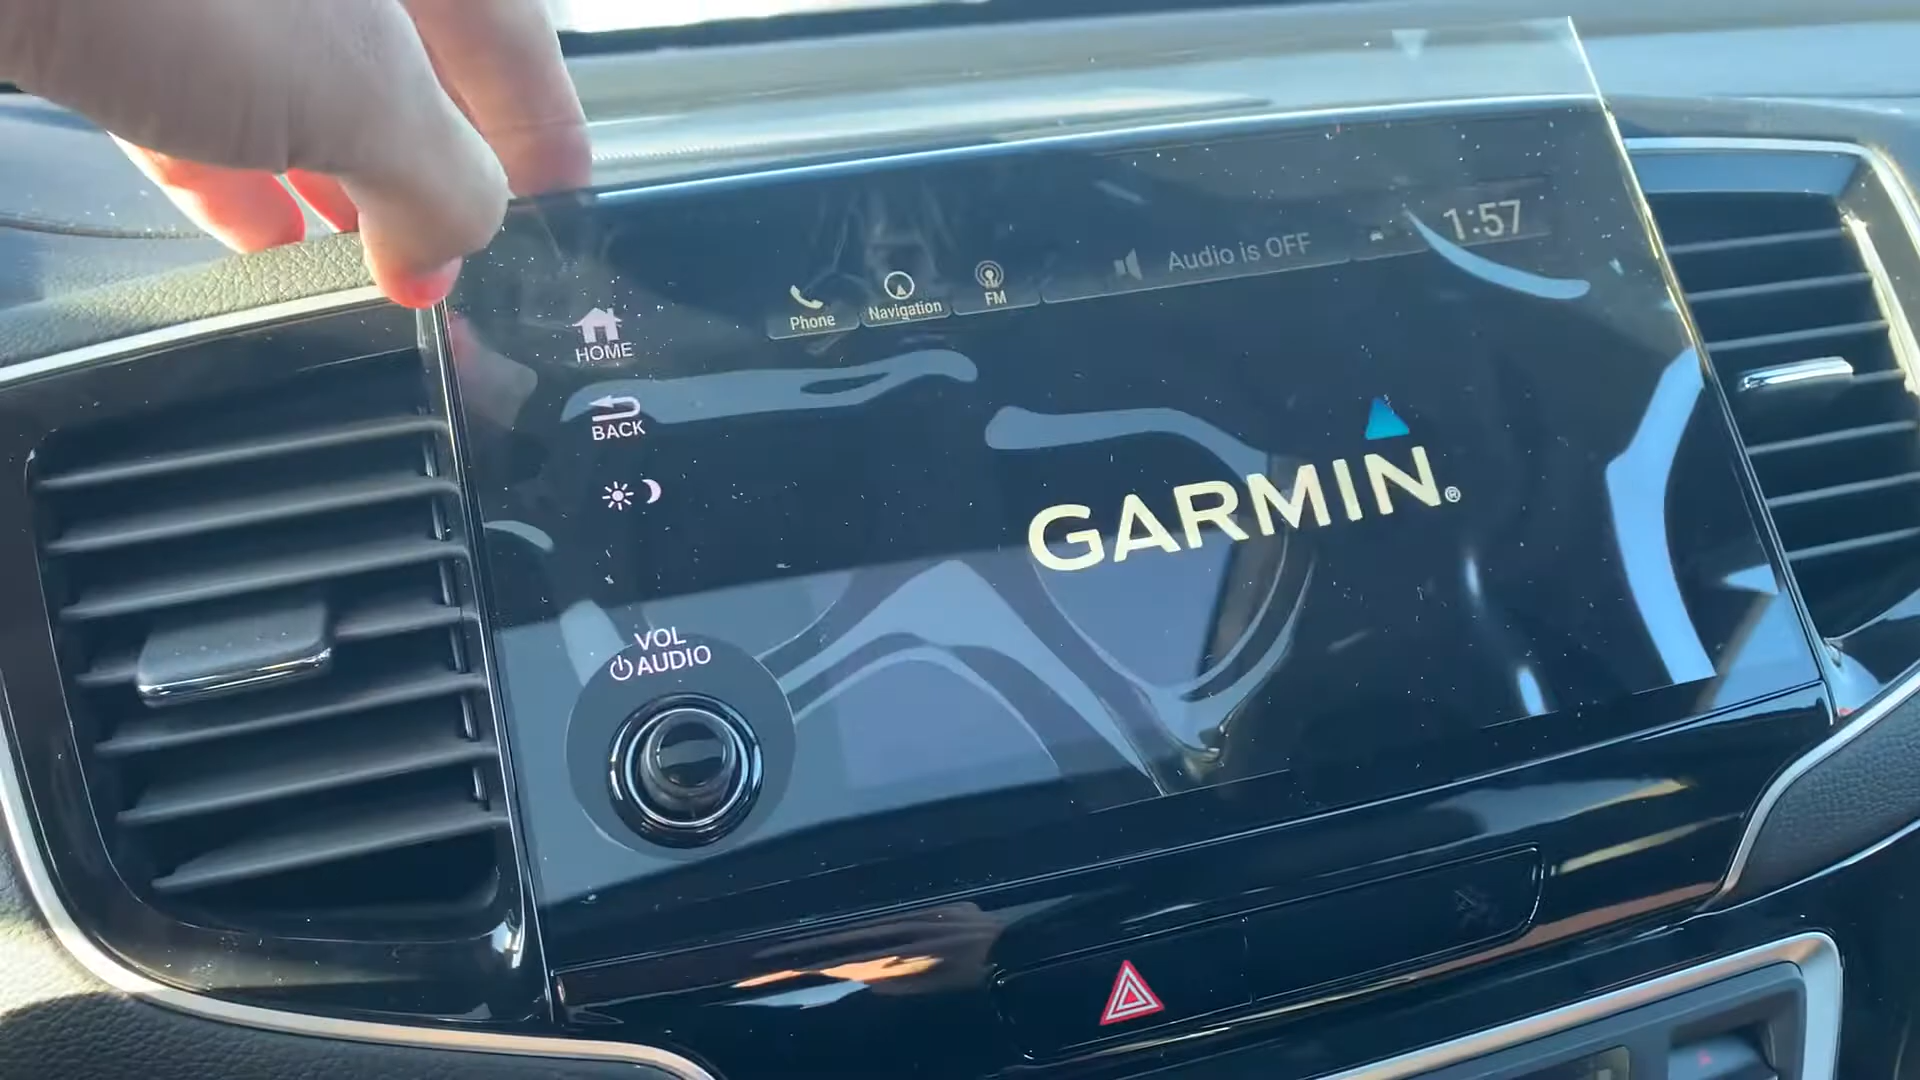 1:57
Audio is OFF
Phone
Navigation
FM
HOME
BACK
GARMIN®
VOL
AUDIO